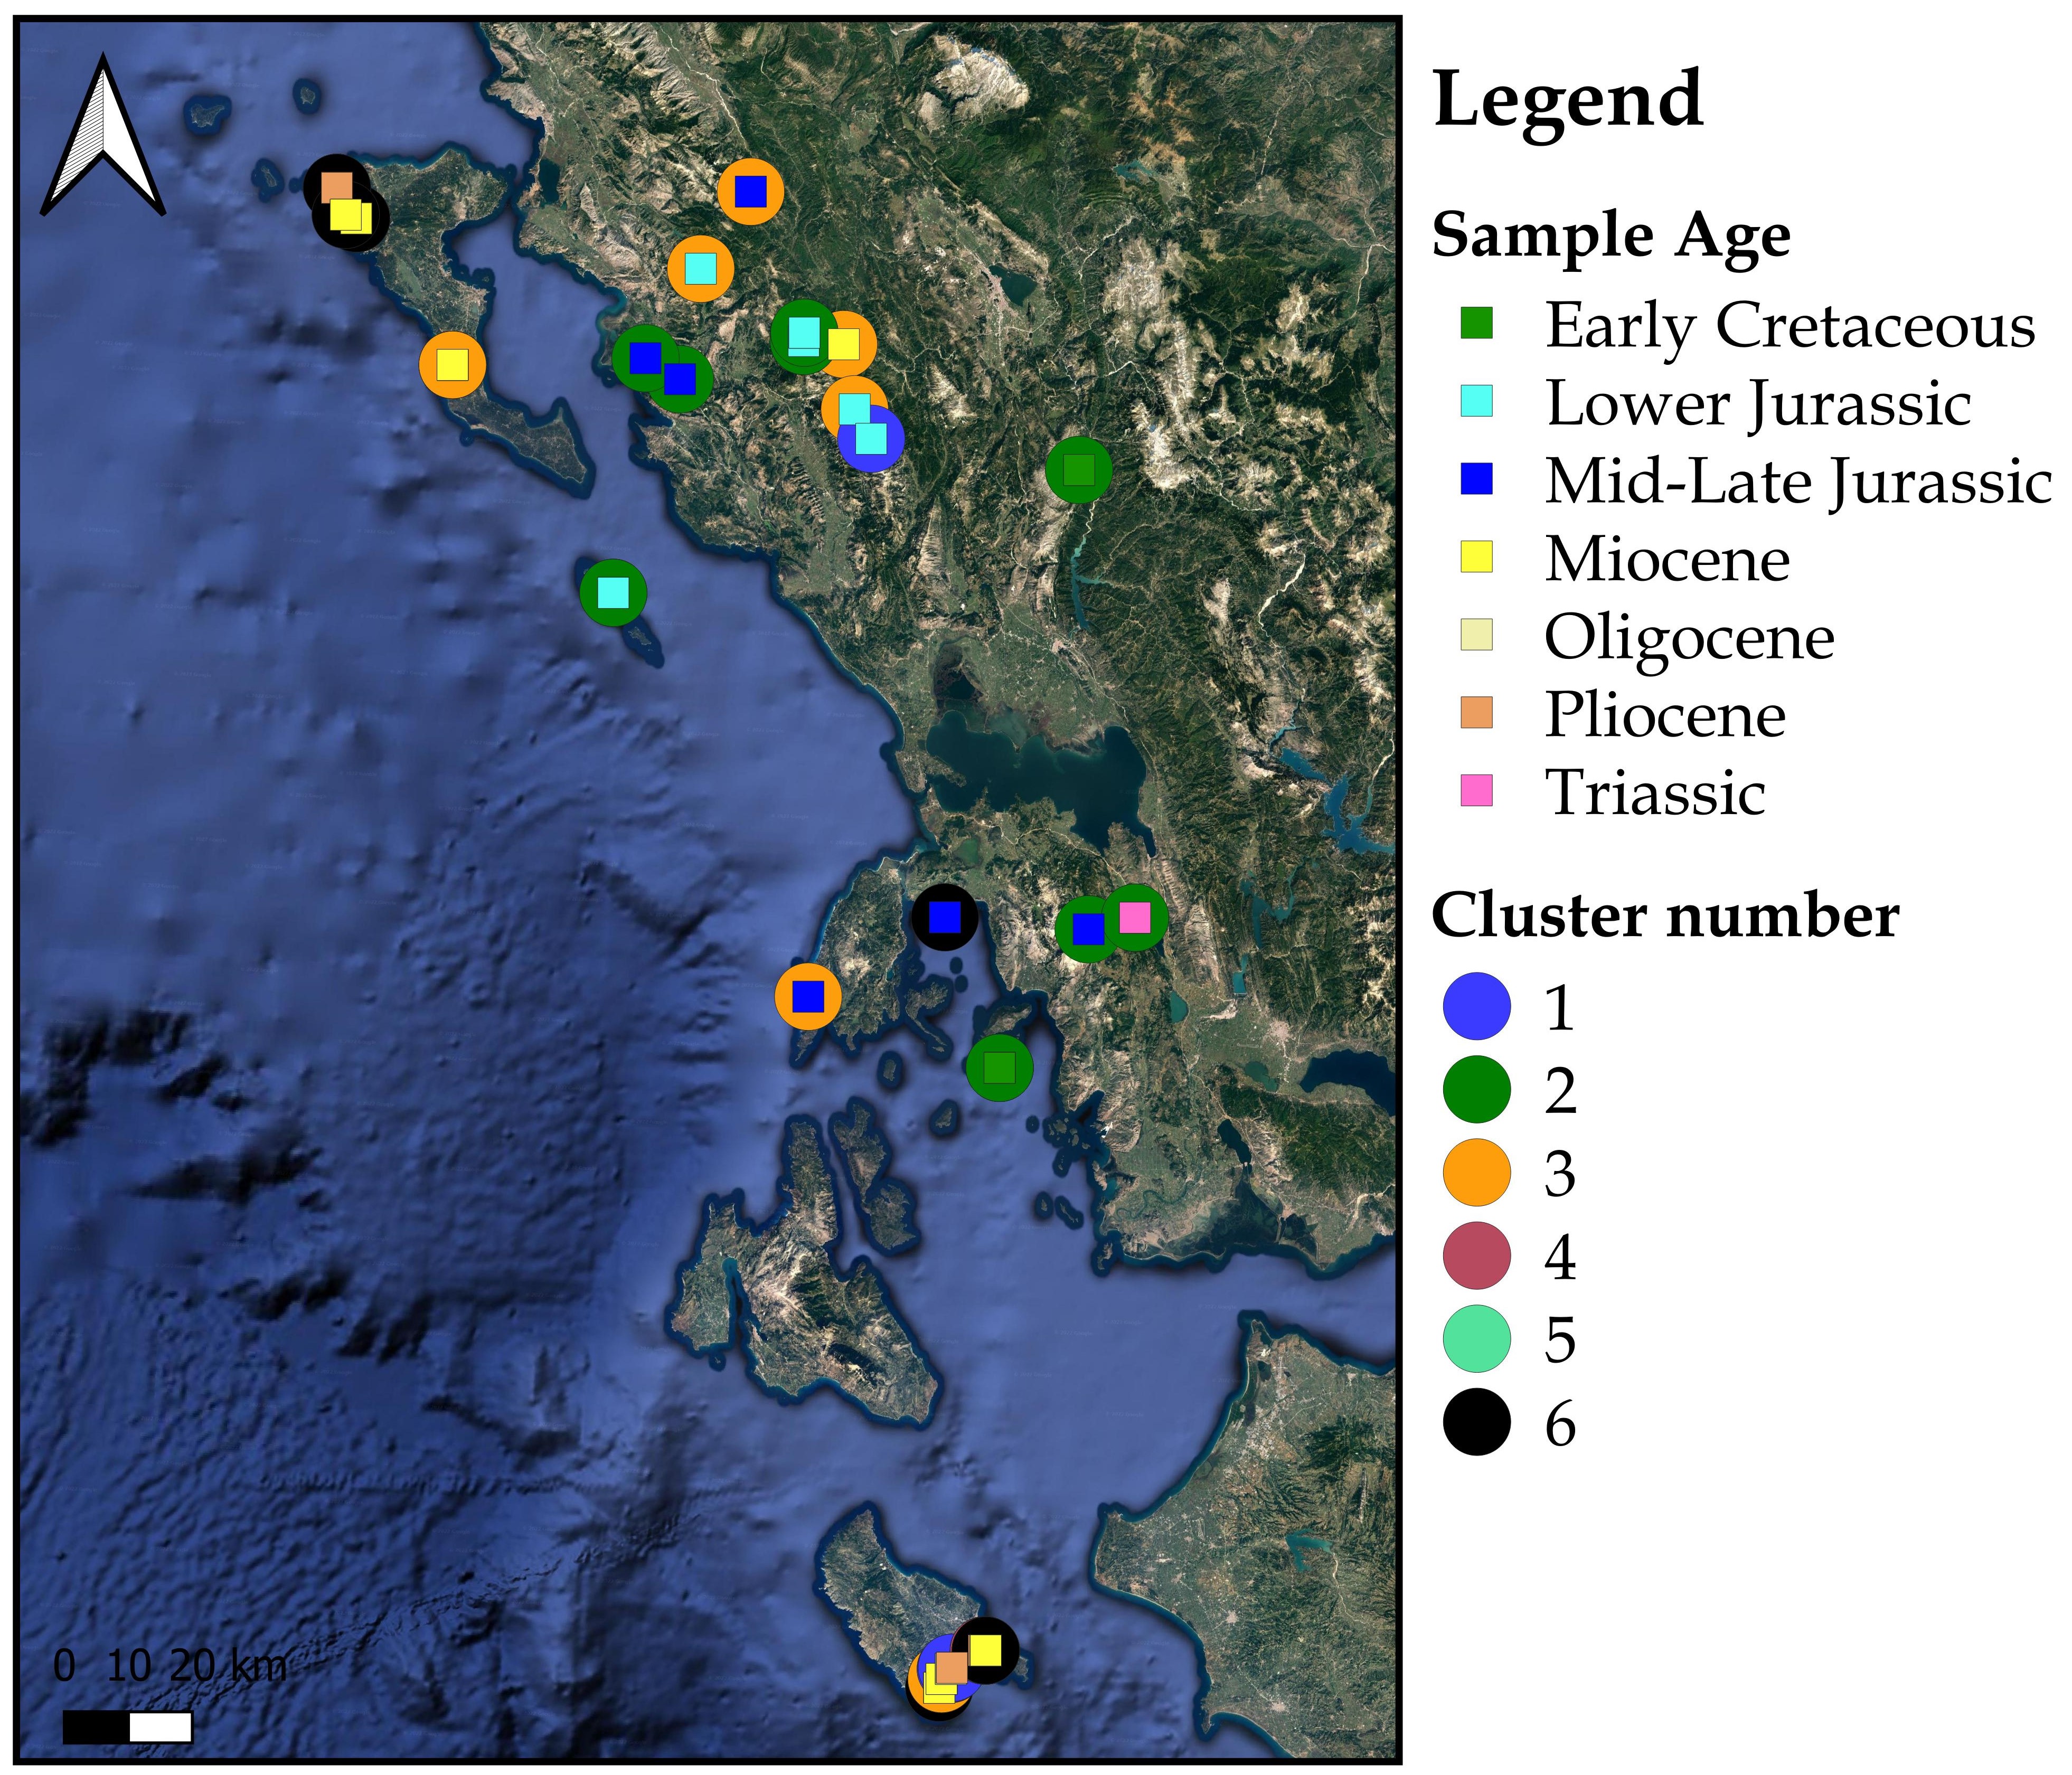 Legend
Sample Age
Early Cretaceous
Lower Jurassic
Mid-Late Jurassic
Miocene
Oligocene
Pliocene
Triassic
Cluster number
1
2
3
4
5
6
0 10 20 km